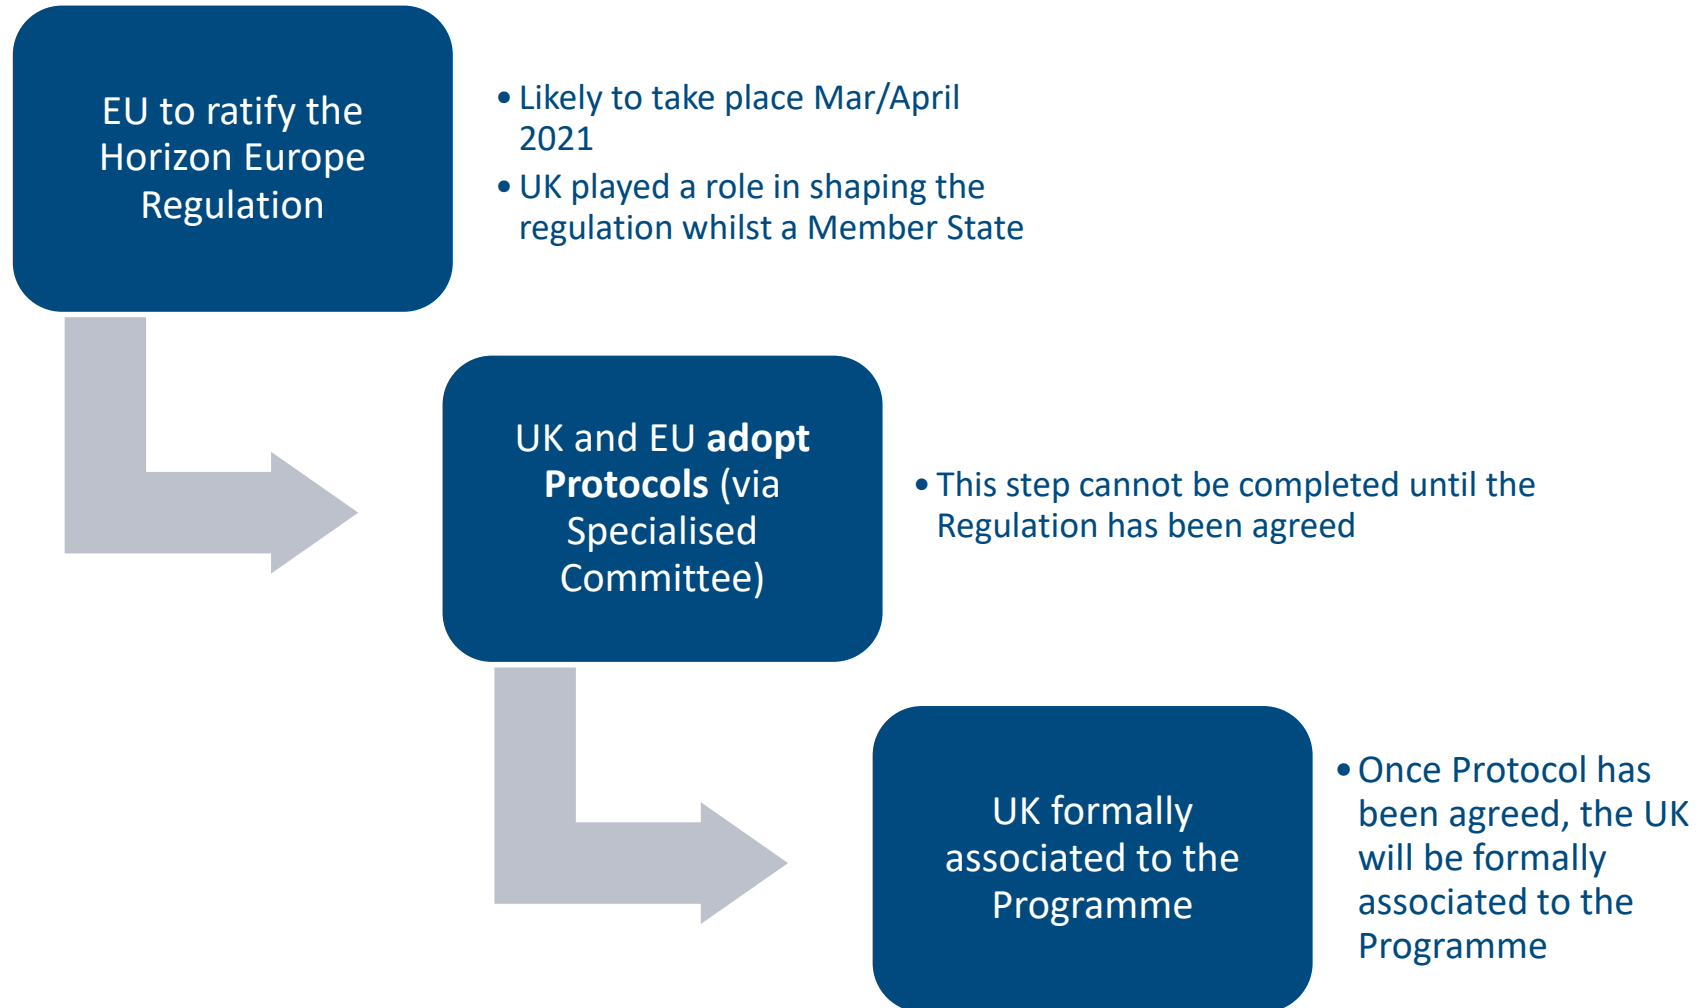 EU to ratify the
Horizon Europe
Regulation
• Likely to take place Mar/April
2021
• UK played a role in shaping the
regulation whilst a Member State
UK and EU adopt
Protocols (via
Specialised
Committee)
• This step cannot be completed until the
Regulation has been agreed
UK formally
associated to the
Programme
• Once Protocol has
been agreed, the UK
will be formally
associated to the
Programme